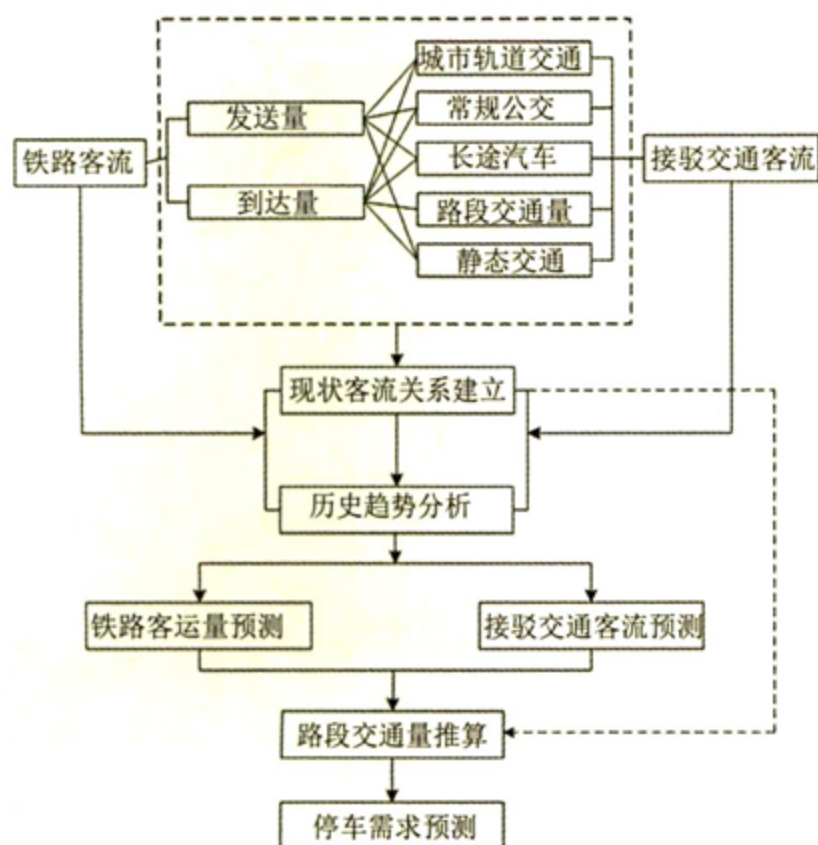 城市轨道交通
发送量
常规公交
铁路客流
长途汽车
接驳交通客流
到达量
路段交通量
静态交通
现状客流关系建立
历史趋势分析
铁路客运量预测
接驳交通客流预测
路段交通量推算
停车需求预测